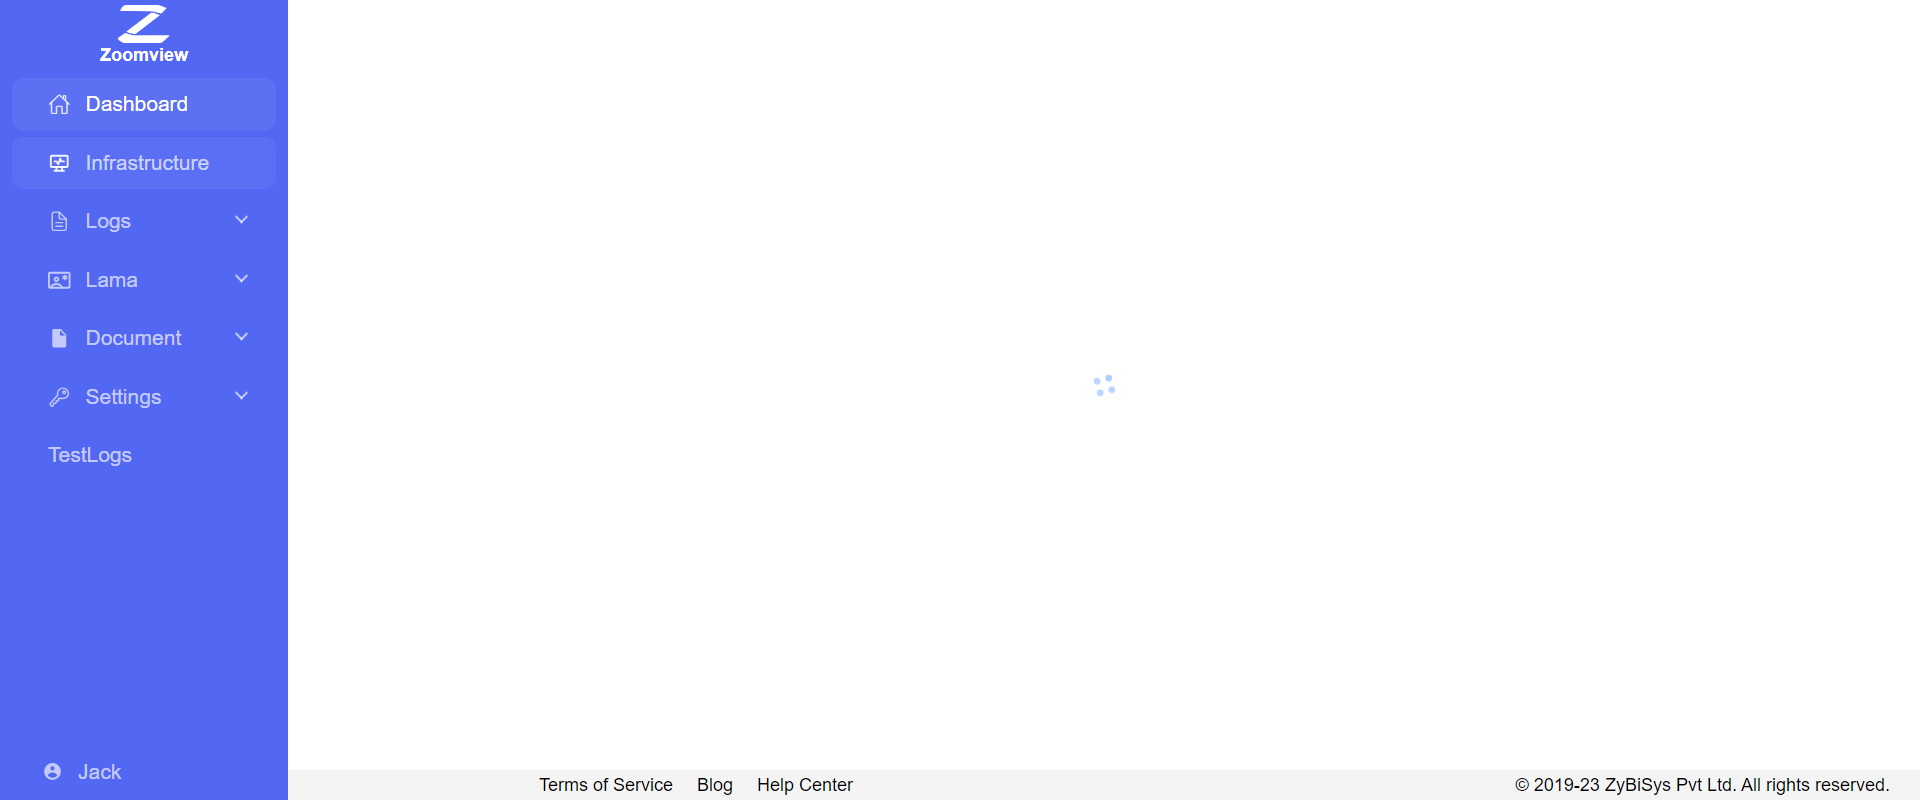 Zoomview
Dashboard
Infrastructure
Logs
Lama
Document
Settings
TestLogs
Jack
Terms of Service Blog Help Center
© 2019-23 ZyBiSys Pvt Ltd. All rights reserved.